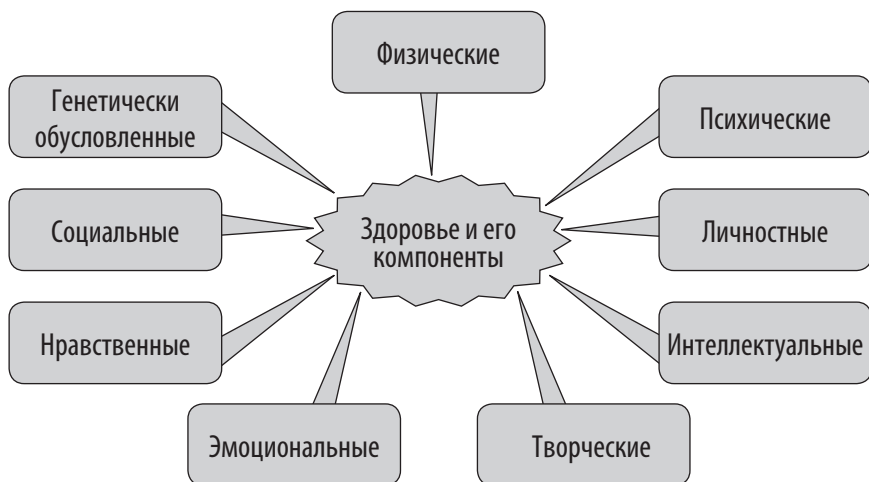 Физические
Генетически
обусловленные
Психические
Социальные
Здоровье и его
компоненты
Личностные
Нравственные
Интеллектуальные
Эмоциональные
Творческие